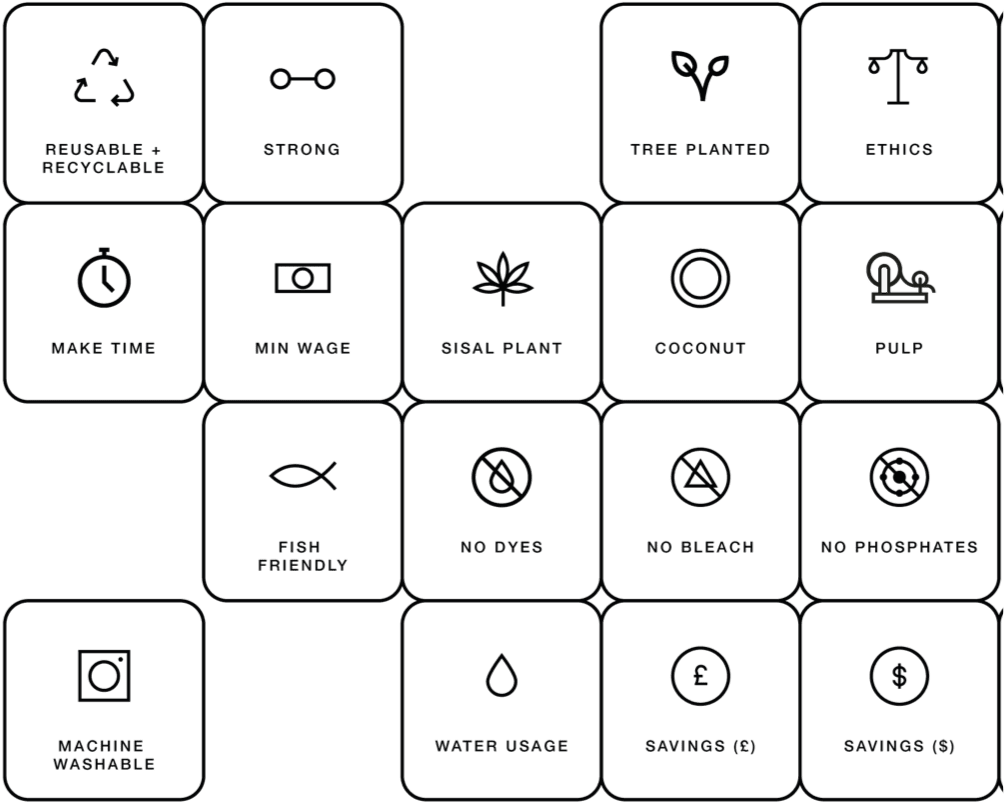 REUSABLE +
RECYCLABLE
STRONG
TREE PLANTED
ETHICS
MAKE TIME
MIN WAGE
SISAL PLANT
COCONUT
PULP
FISH
FRIENDLY
NO DYES
NO BLEACH
NO PHOSPHATES
MACHINE
WASHABLE
WATER USAGE
£
SAVINGS (£)
$
SAVINGS ($)